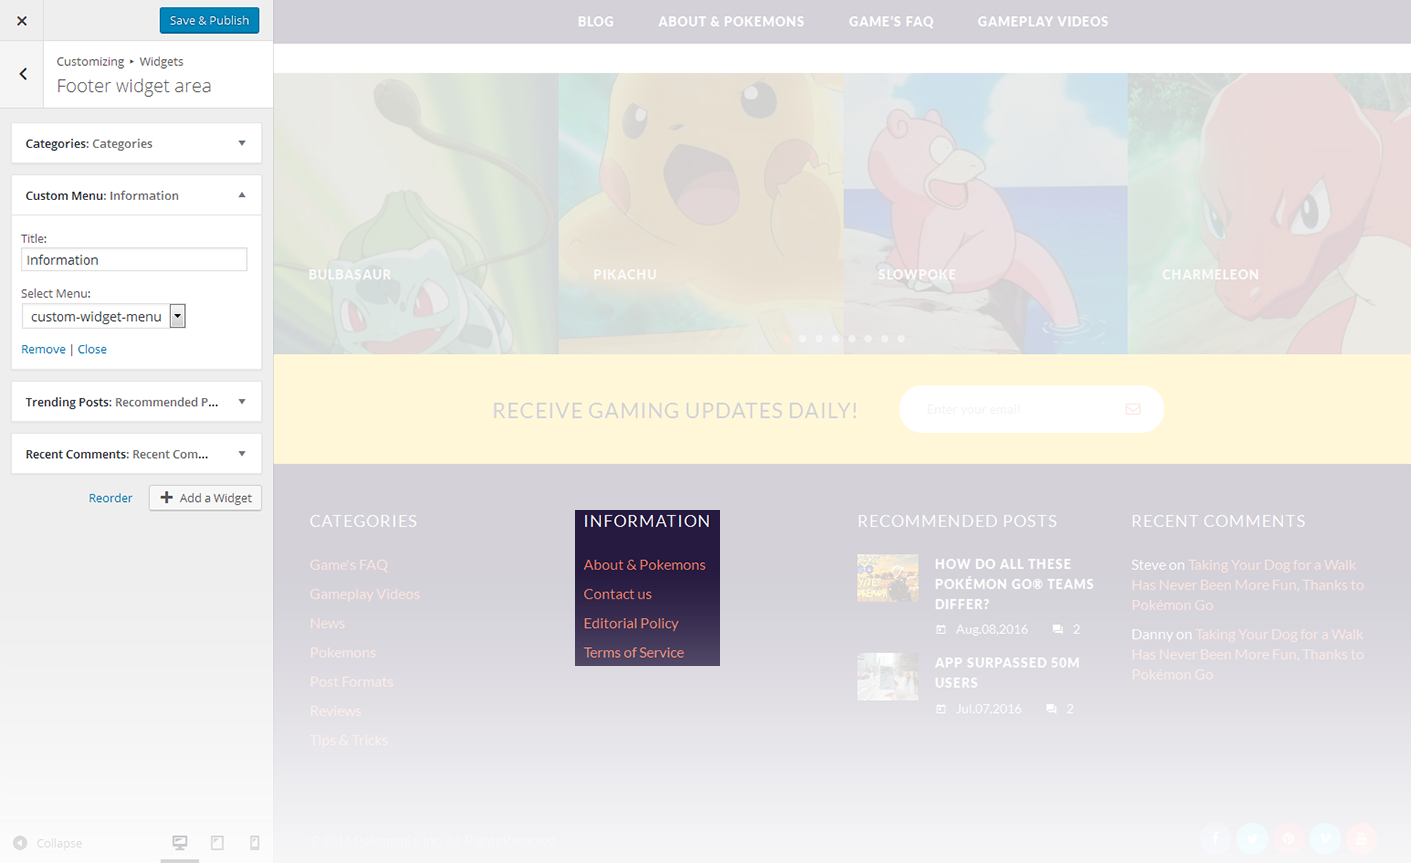 Save & Publish
Customizing ▸ Widgets
Footer widget area
Categories: Categories
Custom Menu: Information
Title:
Information
Select Menu:
custom-widget-menu
Remove | Close
Trending Posts: Recommended P...
Recent Comments: Recent Com...
Reorder
Add a Widget
Collapse
BLOG ABOUT & POKEMONS GAME'S FAQ GAMEPLAY VIDEOS
BULBASAUR PIKACHU SLOWPOKE CHARMELEON
RECEIVE GAMING UPDATES DAILY!
Enter your email
CATEGORIES
Game's FAQ
Gameplay Videos
News
Pokemons
Post Formats
Reviews
Tips & Tricks
INFORMATION
About & Pokemons
Contact us
Editorial Policy
Terms of Service
RECOMMENDED POSTS
HOW DO ALL THESE
POKÉMON GO® TEAMS
DIFFER?
Aug.08,2016 2
APP SURPASSED 50M
USERS
Jul.07,2016 2
RECENT COMMENTS
Steve on Taking Your Dog for a Walk
Has Never Been More Fun, Thanks to
Pokémon Go
Danny on Taking Your Dog for a Walk
Has Never Been More Fun, Thanks to
Pokémon Go